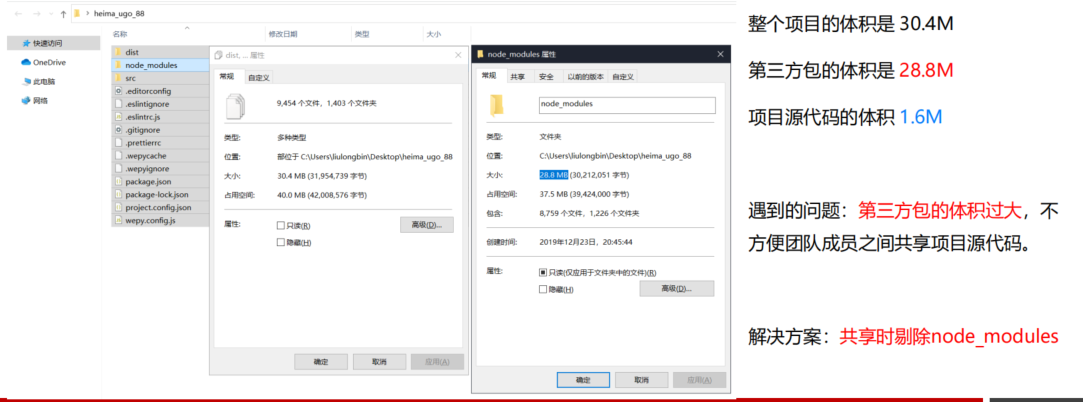 heima_ugo_88
快速访问
OneDrive
此电脑
网络
名称
修改日期
类型
大小
dist
node_modules
src
.editorconfig
.eslintignore
.eslintrc.js
.gitignore
.prettierrc
.wepycache
.wepyignore
package.json
package-lock.json
project.config.json
wepy.config.js
dist, ... 属性
常规 自定义
9,454 个文件，1,403 个文件夹
类型: 多种类型
位置: 部位于 C:\Users\liulongbin\Desktop\heima_ugo_88
大小: 30.4 MB (31,954,739 字节)
占用空间: 40.0 MB (42,008,576 字节)
属性: 只读(R) 高级(D)...
隐藏(H)
确定 取消 应用(A)
node_modules 属性
常规 共享 安全 以前的版本 自定义
node_modules
类型: 文件夹
位置: C:\Users\liulongbin\Desktop\heima_ugo_88
大小: 28.8 MB (30,212,051 字节)
占用空间: 37.5 MB (39,424,000 字节)
包含: 8,759 个文件，1,226 个文件夹
创建时间: 2019年12月23日，20:45:44
属性: 只读(仅应用于文件夹中的文件)(R)
隐藏(H) 高级(D)...
确定 取消 应用(A)
整个项目的体积是 30.4M
第三方包的体积是 28.8M
项目源代码的体积 1.6M
遇到的问题：第三方包的体积过大，不
方便团队成员之间共享项目源代码。
解决方案：共享时剔除node_modules